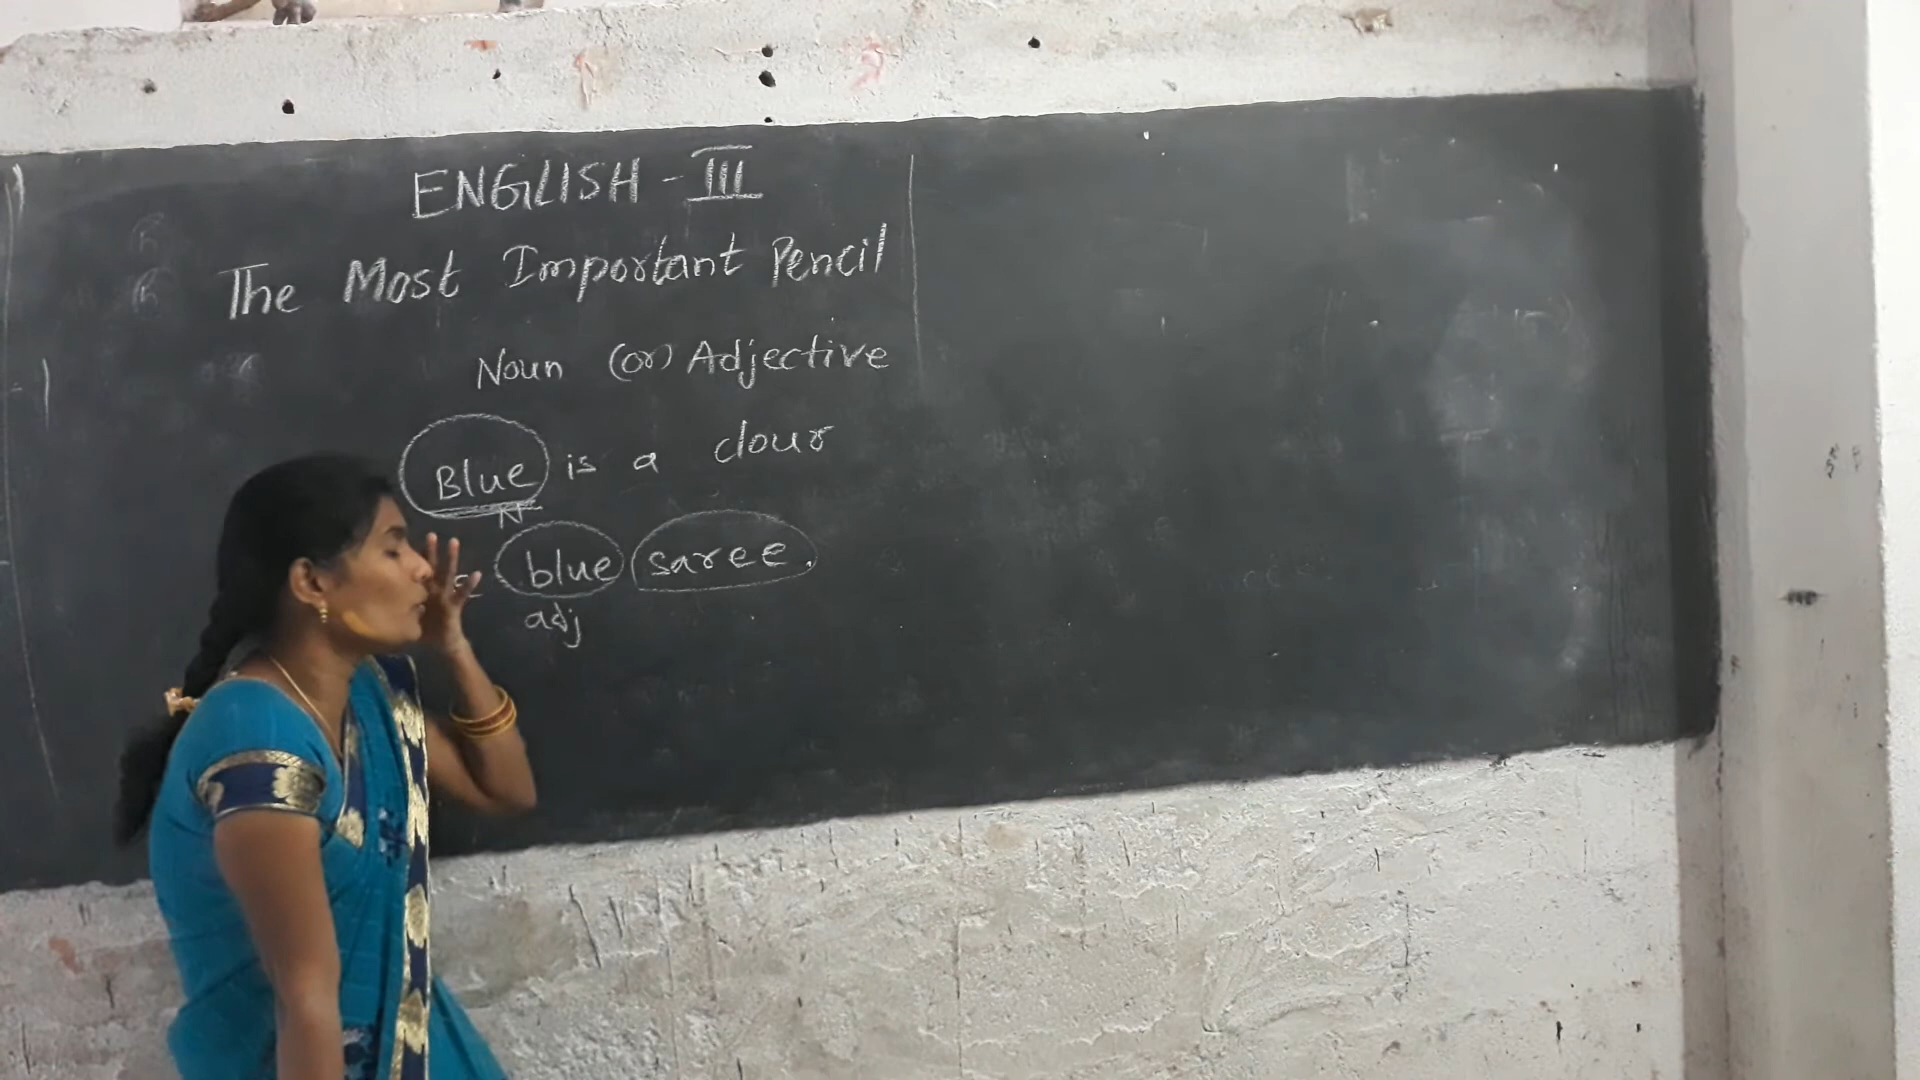 ENGLISH - III
The Most Important Pencil
Noun (or) Adjective
Blue is a clour
N
blue saree.
adj